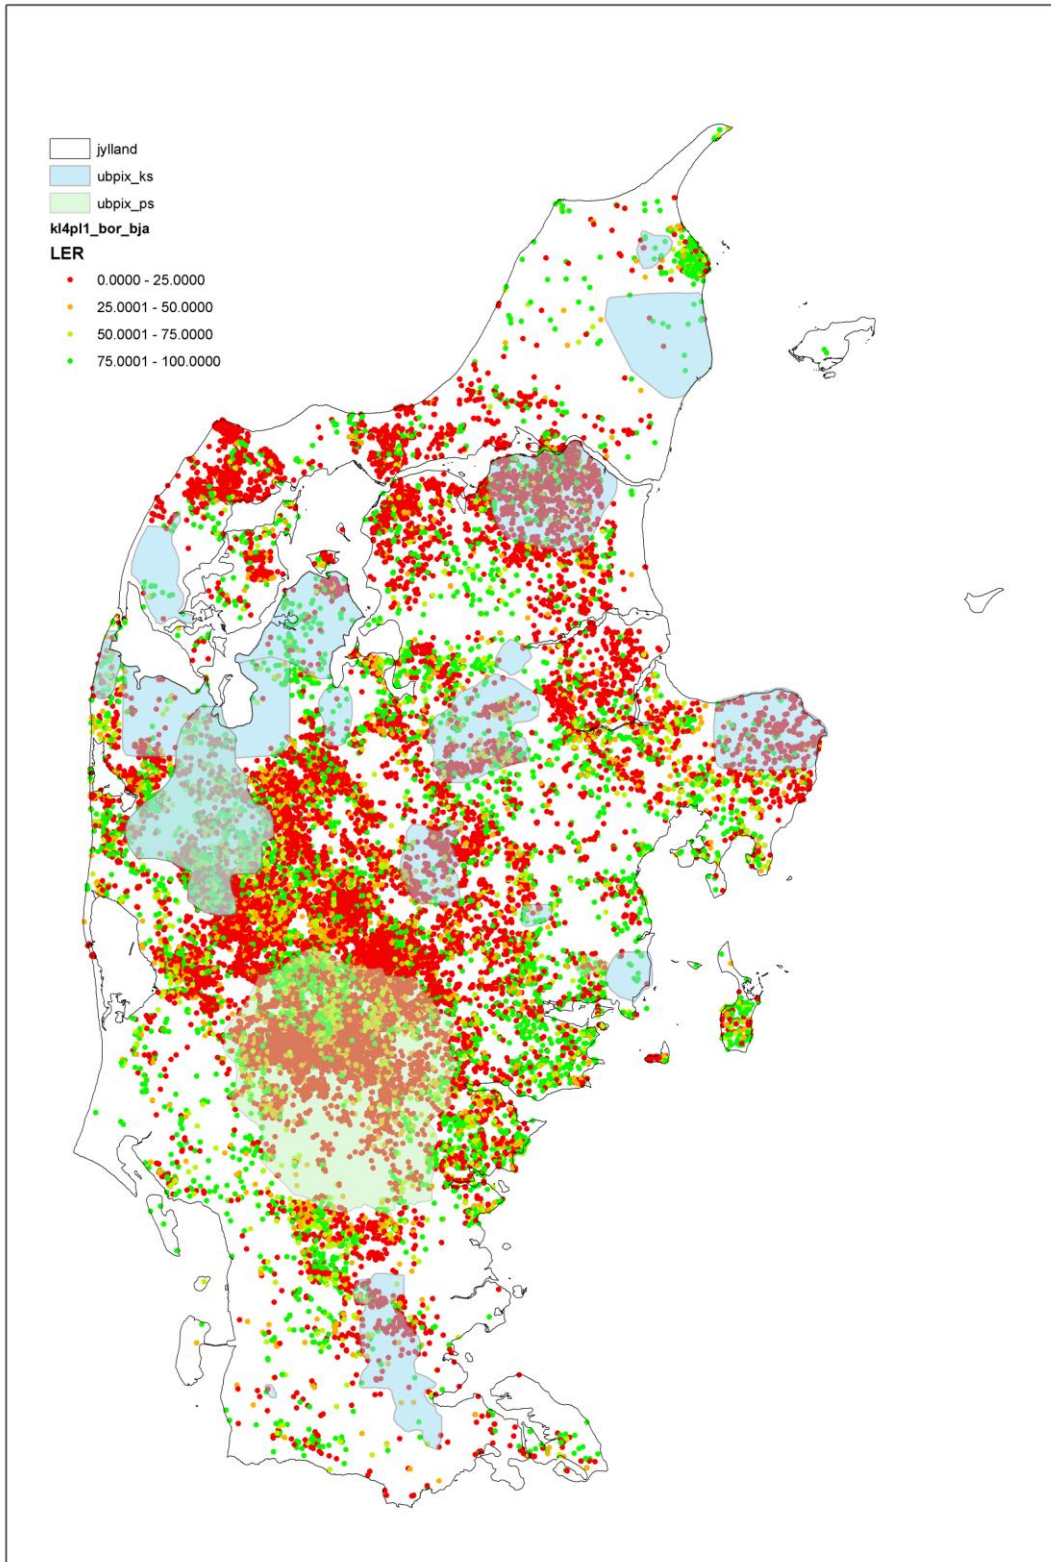 jylland
ubpix_ks
ubpix_ps
kl4pl1_bor_bja
LER
0.0000 - 25.0000
25.0001 - 50.0000
50.0001 - 75.0000
75.0001 - 100.0000